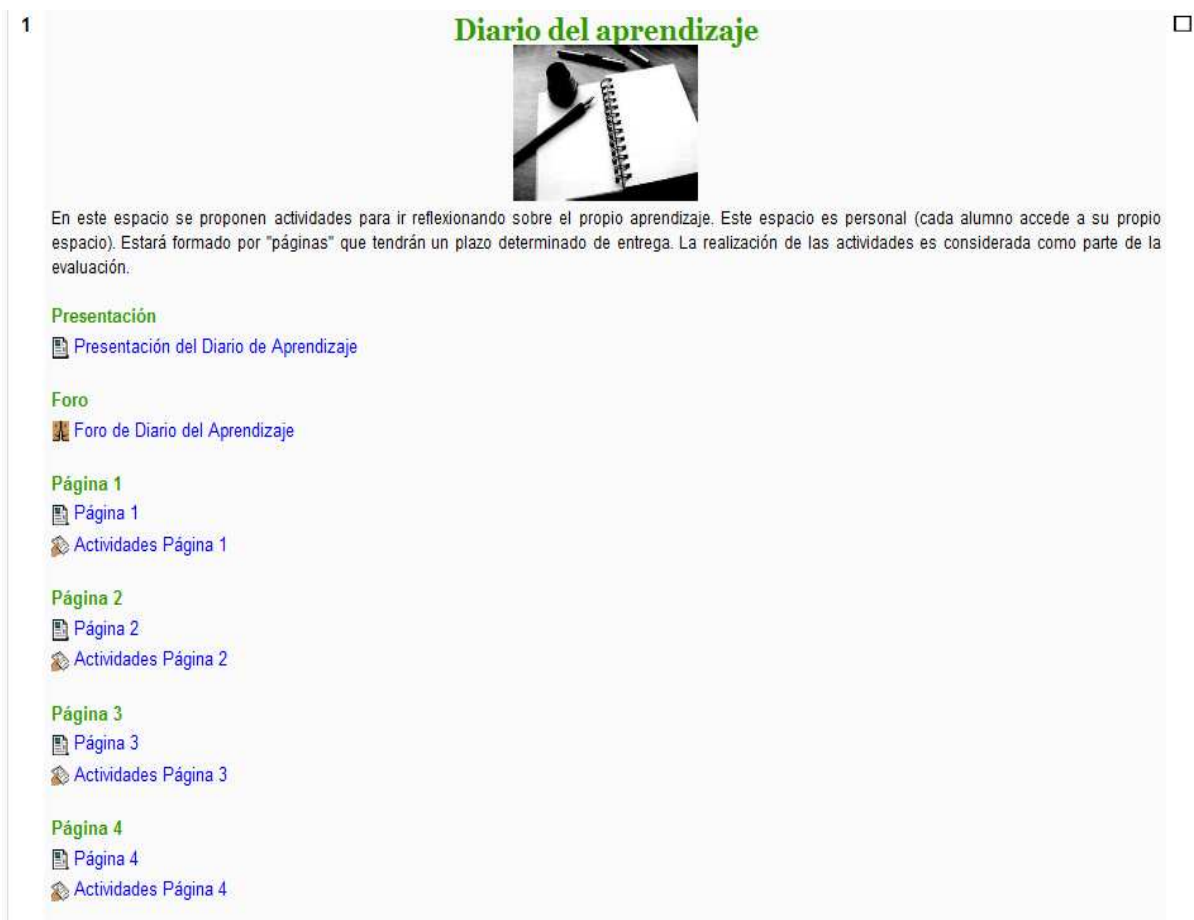 1
Diario del aprendizaje
En este espacio se proponen actividades para ir reflexionando sobre el propio aprendizaje. Este espacio es personal (cada alumno accede a su propio
espacio). Estará formado por "páginas" que tendrán un plazo determinado de entrega. La realización de las actividades es considerada como parte de la
evaluación.
Presentación
Presentación del Diario de Aprendizaje
Foro
Foro de Diario del Aprendizaje
Página 1
Página 1
Actividades Página 1
Página 2
Página 2
Actividades Página 2
Página 3
Página 3
Actividades Página 3
Página 4
Página 4
Actividades Página 4